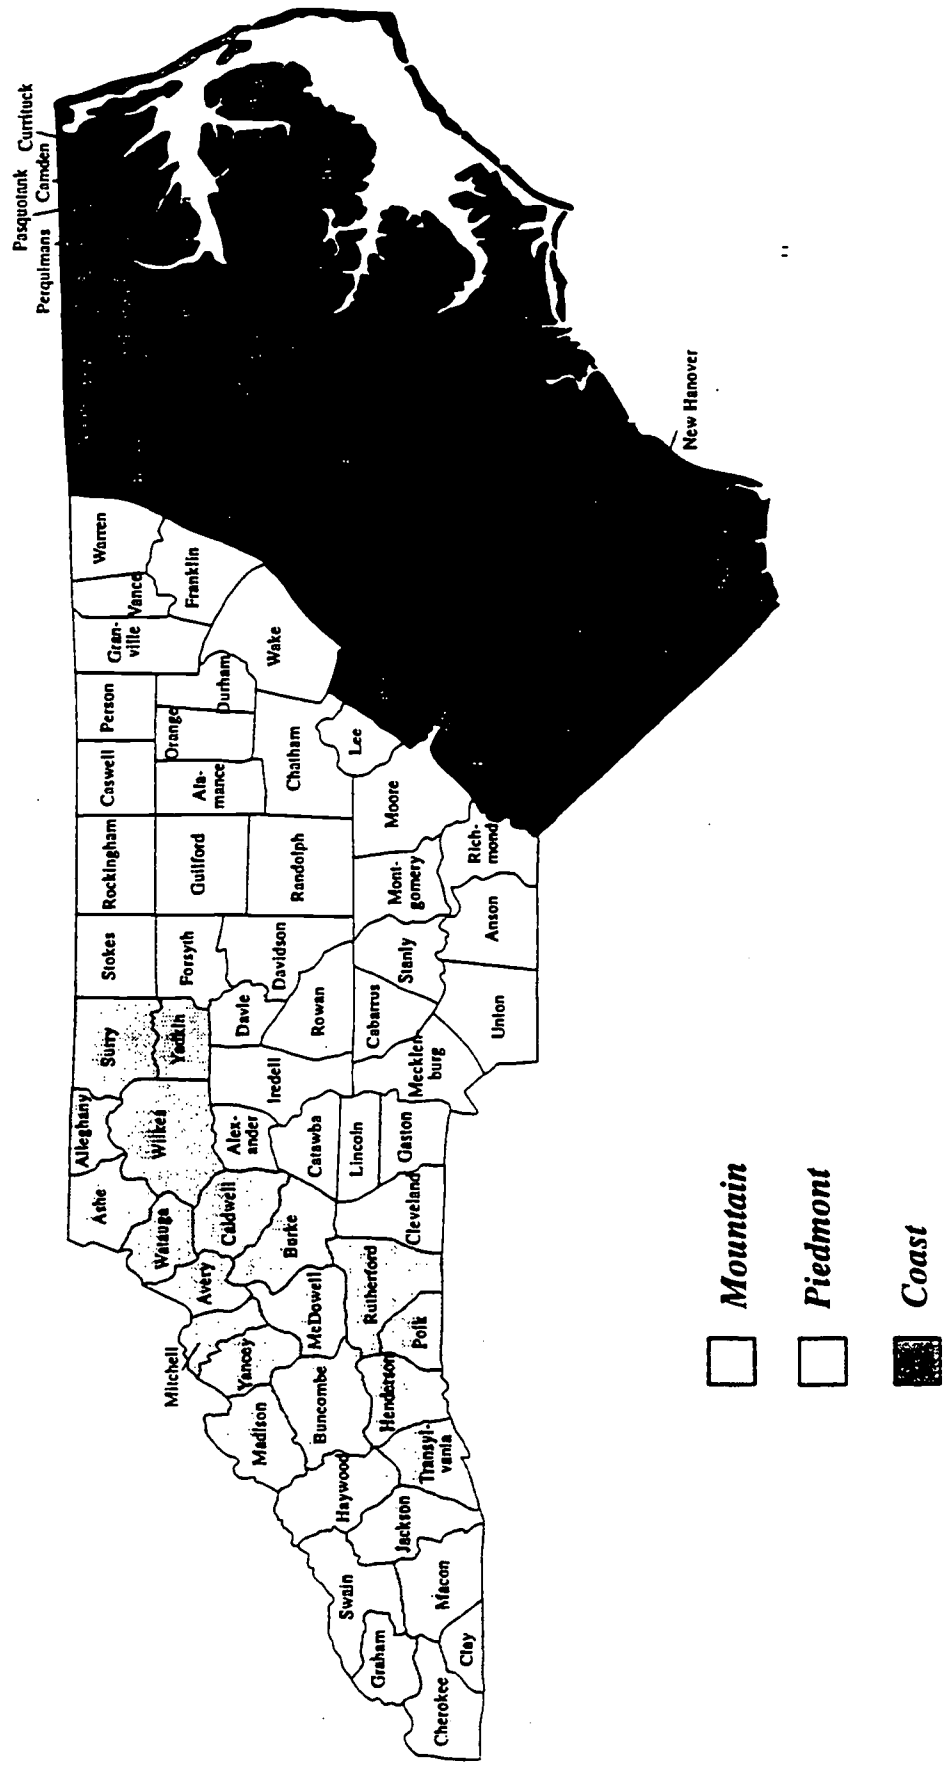 Pasquotank
Currituck
Perquimans
Camden
Alleghany
Ashe
Surry
Stokes
Rockingham
Caswell
Person
Gran-
ville
Vance
Warren
Watauga
Wilkes
Yadkin
Forsyth
Guilford
Ala-
mance
Orange
Durham
Franklin
Mitchell
Avery
Caldwell
Alex-
ander
Iredell
Davie
Davidson
Randolph
Chatham
Wake
Madison
Yancey
McDowell
Burke
Catawba
Rowan
Lee
Swain
Haywood
Buncombe
Rutherford
Lincoln
Cabarrus
Stanly
Mont-
gomery
Moore
Graham
Jackson
Transyl-
vania
Henderson
Polk
Cleveland
Gaston
Mecklen
burg
Cherokee
Clay
Macon
Union
Anson
Rich-
mond
New Hanover
Mountain
Piedmont
Coast